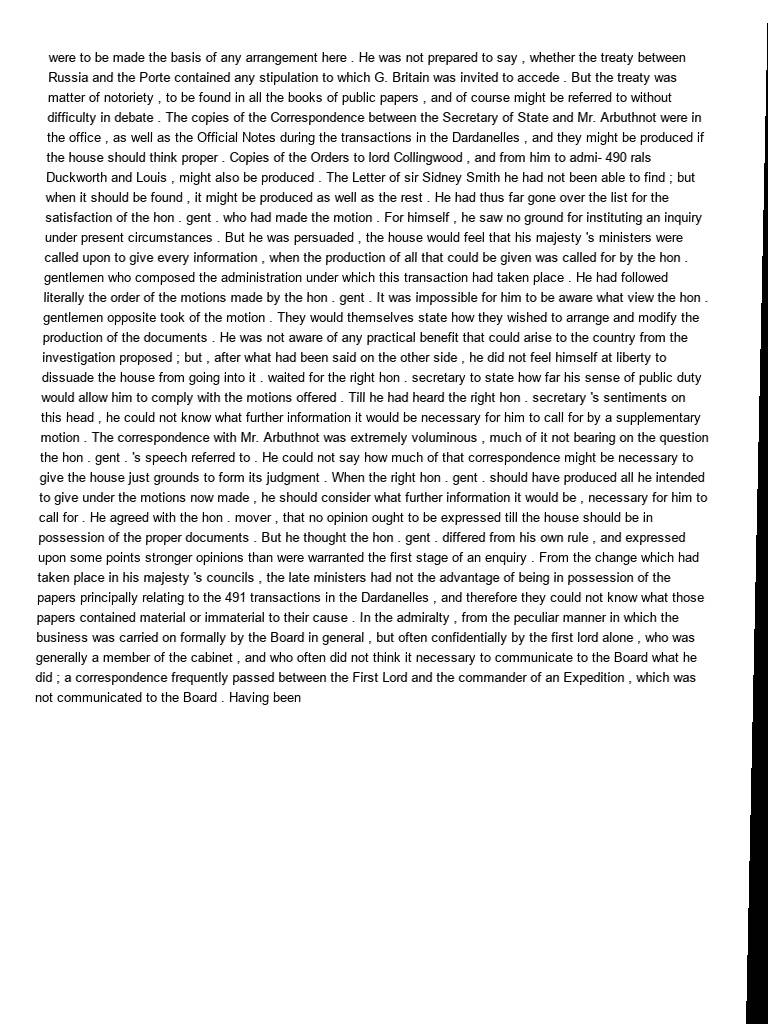 were to be made the basis of any arrangement here . He was not prepared to say , whether the treaty between
Russia and the Porte contained any stipulation to which G. Britain was invited to accede . But the treaty was
matter of notoriety , to be found in all the books of public papers , and of course might be referred to without
difficulty in debate . The copies of the Correspondence between the Secretary of State and Mr. Arbuthnot were in
the office , as well as the Official Notes during the transactions in the Dardanelles , and they might be produced if
the house should think proper . Copies of the Orders to lord Collingwood , and from him to admi- 490 rals
Duckworth and Louis , might also be produced . The Letter of sir Sidney Smith he had not been able to find ; but
when it should be found , it might be produced as well as the rest . He had thus far gone over the list for the
satisfaction of the hon . gent . who had made the motion . For himself , he saw no ground for instituting an inquiry
under present circumstances . But he was persuaded , the house would feel that his majesty 's ministers were
called upon to give every information , when the production of all that could be given was called for by the hon .
gentlemen who composed the administration under which this transaction had taken place . He had followed
literally the order of the motions made by the hon . gent . It was impossible for him to be aware what view the hon .
gentlemen opposite took of the motion . They would themselves state how they wished to arrange and modify the
production of the documents . He was not aware of any practical benefit that could arise to the country from the
investigation proposed ; but , after what had been said on the other side , he did not feel himself at liberty to
dissuade the house from going into it . waited for the right hon . secretary to state how far his sense of public duty
would allow him to comply with the motions offered . Till he had heard the right hon . secretary 's sentiments on
this head , he could not know what further information it would be necessary for him to call for by a supplementary
motion . The correspondence with Mr. Arbuthnot was extremely voluminous , much of it not bearing on the question
the hon . gent . 's speech referred to . He could not say how much of that correspondence might be necessary to
give the house just grounds to form its judgment . When the right hon . gent . should have produced all he intended
to give under the motions now made , he should consider what further information it would be , necessary for him to
call for . He agreed with the hon . mover , that no opinion ought to be expressed till the house should be in
possession of the proper documents . But he thought the hon . gent . differed from his own rule , and expressed
upon some points stronger opinions than were warranted the first stage of an enquiry . From the change which had
taken place in his majesty 's councils , the late ministers had not the advantage of being in possession of the
papers principally relating to the 491 transactions in the Dardanelles , and therefore they could not know what those
papers contained material or immaterial to their cause . In the admiralty , from the peculiar manner in which the
business was carried on formally by the Board in general , but often confidentially by the first lord alone , who was
generally a member of the cabinet , and who often did not think it necessary to communicate to the Board what he
did ; a correspondence frequently passed between the First Lord and the commander of an Expedition , which was
not communicated to the Board . Having been